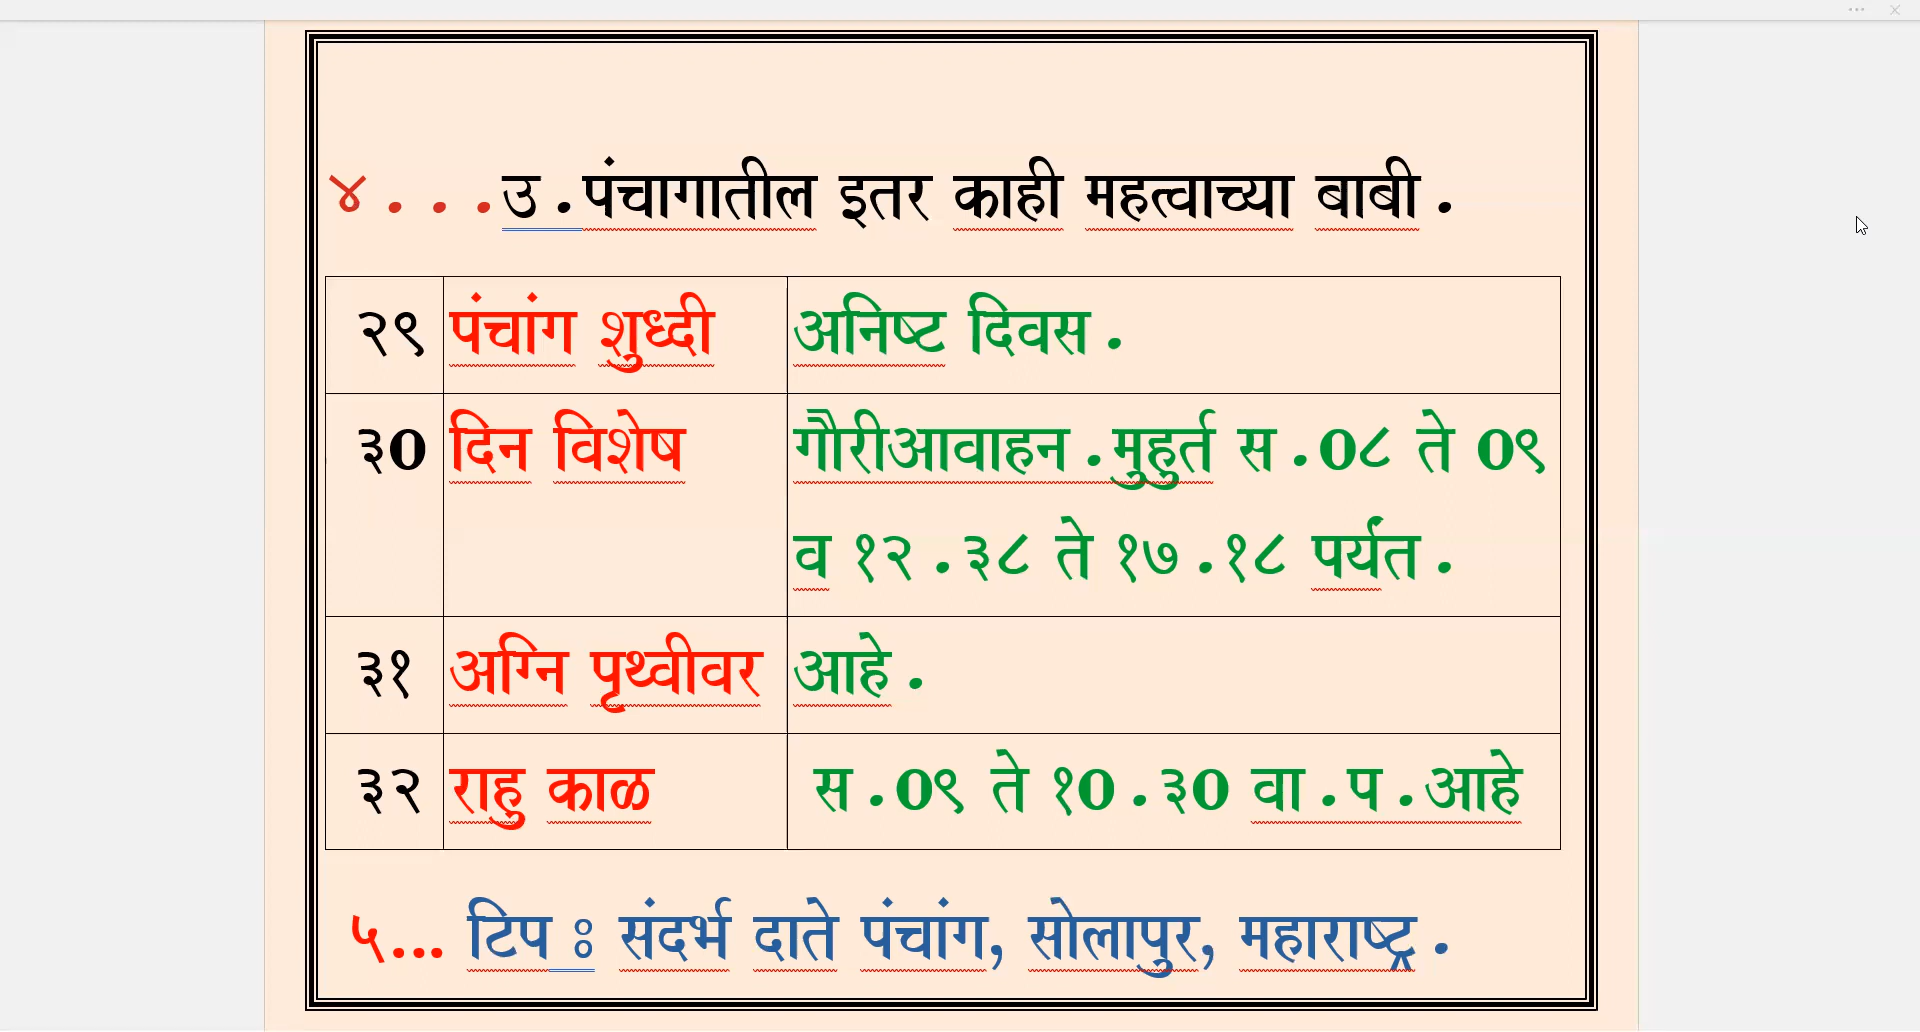 ४...उ.पंचागातील इतर काही महत्वाच्या बाबी.
२९ पंचांग शुध्दी अनिष्ट दिवस.
३0 दिन विशेष गौरीआवाहन.मुहुर्त स.0८ ते 0९
व १२.३८ ते १७.१८ पर्यंत.
३१ अग्नि पृथ्वीवर आहे.
३२ राहु काळ स.0९ ते १0.३0 वा.प.आहे
५... टिप ः संदर्भ दाते पंचांग, सोलापुर, महाराष्ट्र.